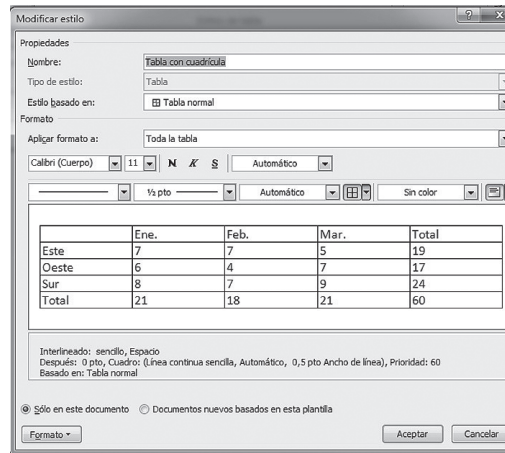 Modificar estilo
Propiedades
Nombre: Tabla con cuadrícula
Tipo de estilo: Tabla
Estilo basado en: Tabla normal
Formato
Aplicar formato a: Toda la tabla
Calibri (Cuerpo) 11 N K S Automático
½ pto Automático Sin color
Ene. Feb. Mar. Total
Este 7 7 5 19
Oeste 6 4 7 17
Sur 8 7 9 24
Total 21 18 21 60
Interlineado: sencillo, Espacio
Después: 0 pto, Cuadro: (Línea continua sencilla, Automático, 0,5 pto Ancho de línea), Prioridad: 60
Basado en: Tabla normal
Sólo en este documento Documentos nuevos basados en esta plantilla
Formato Aceptar Cancelar